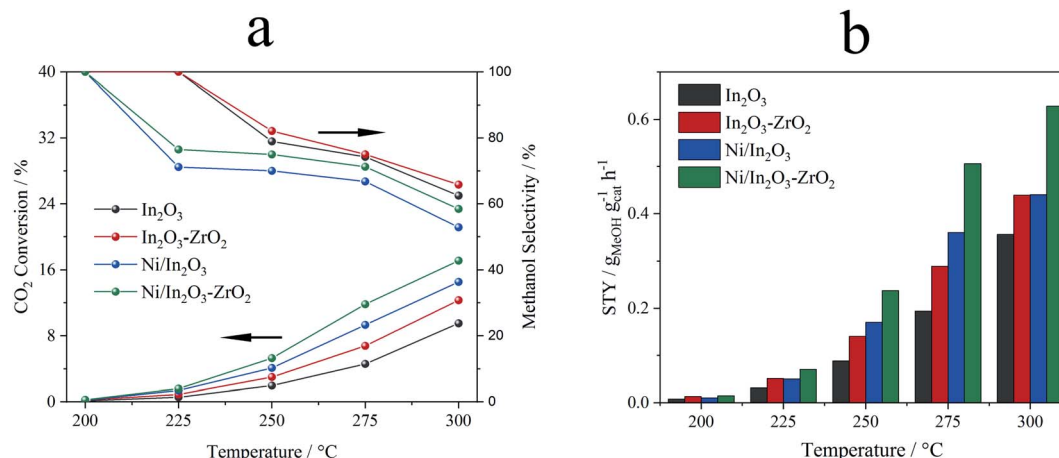 a
40
32
24
16
8
0
CO₂ Conversion / %
100
80
60
40
20
0
Methanol Selectivity / %
In₂O₃
In₂O₃-ZrO₂
Ni/In₂O₃
Ni/In₂O₃-ZrO₂
200 225 250 275 300
Temperature / °C
b
0.6
0.4
0.2
0.0
STY / g_MeOH g_cat⁻¹ h⁻¹
In₂O₃
In₂O₃-ZrO₂
Ni/In₂O₃
Ni/In₂O₃-ZrO₂
200 225 250 275 300
Temperature / °C